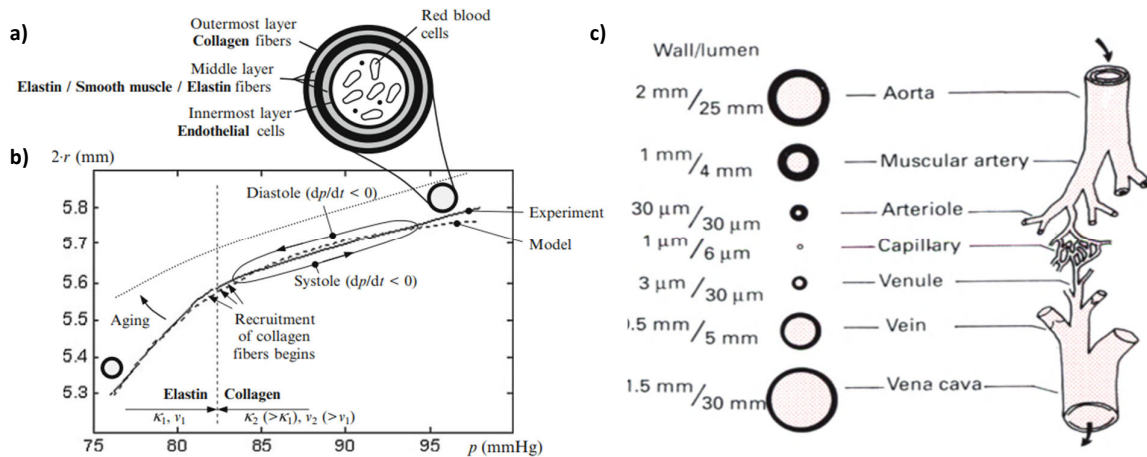 a)
Outermost layer
Collagen fibers
Middle layer
Elastin / Smooth muscle / Elastin fibers
Innermost layer
Endothelial cells
Red blood
cells
b)
2·r (mm)
5.8
5.7
5.6
5.5
5.4
5.3
Diastole (dp/dt < 0)
Experiment
Model
Systole (dp/dt < 0)
Aging
Recruitment
of collagen
fibers begins
Elastin
Collagen
κ1, ν1
κ2 (>κ1), ν2 (>ν1)
75
80
85
90
95
p (mmHg)
c)
Wall/lumen
2 mm/25 mm
Aorta
1 mm/4 mm
Muscular artery
30 μm/30 μm
Arteriole
1 μm/6 μm
Capillary
3 μm/30 μm
Venule
0.5 mm/5 mm
Vein
1.5 mm/30 mm
Vena cava